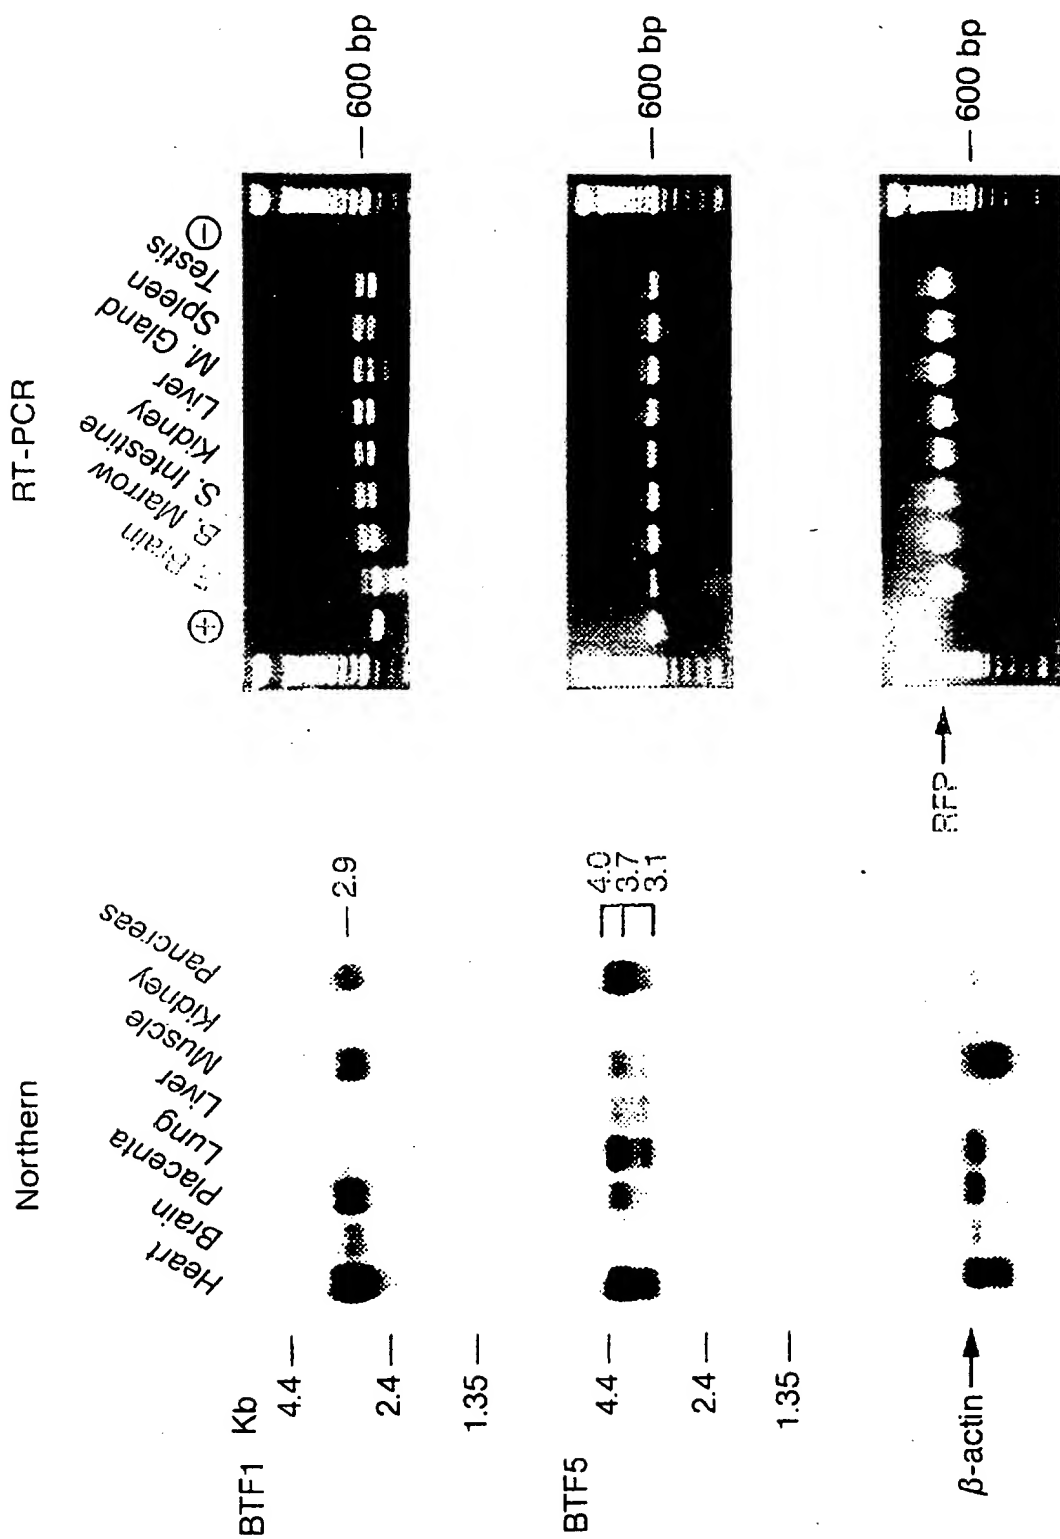 Northern
RT-PCR
Heart
Brain
Placenta
Lung
Liver
Muscle
Kidney
Pancreas
+
Brain
B. Marrow
S. Intestine
Kidney
Liver
M. Gland
Spleen
Testis
−
BTF1
Kb
4.4 —
2.4 —
1.35 —
— 2.9
— 600 bp
BTF5
4.4 —
2.4 —
1.35 —
4.0
3.7
3.1
— 600 bp
β-actin
RFP
— 600 bp